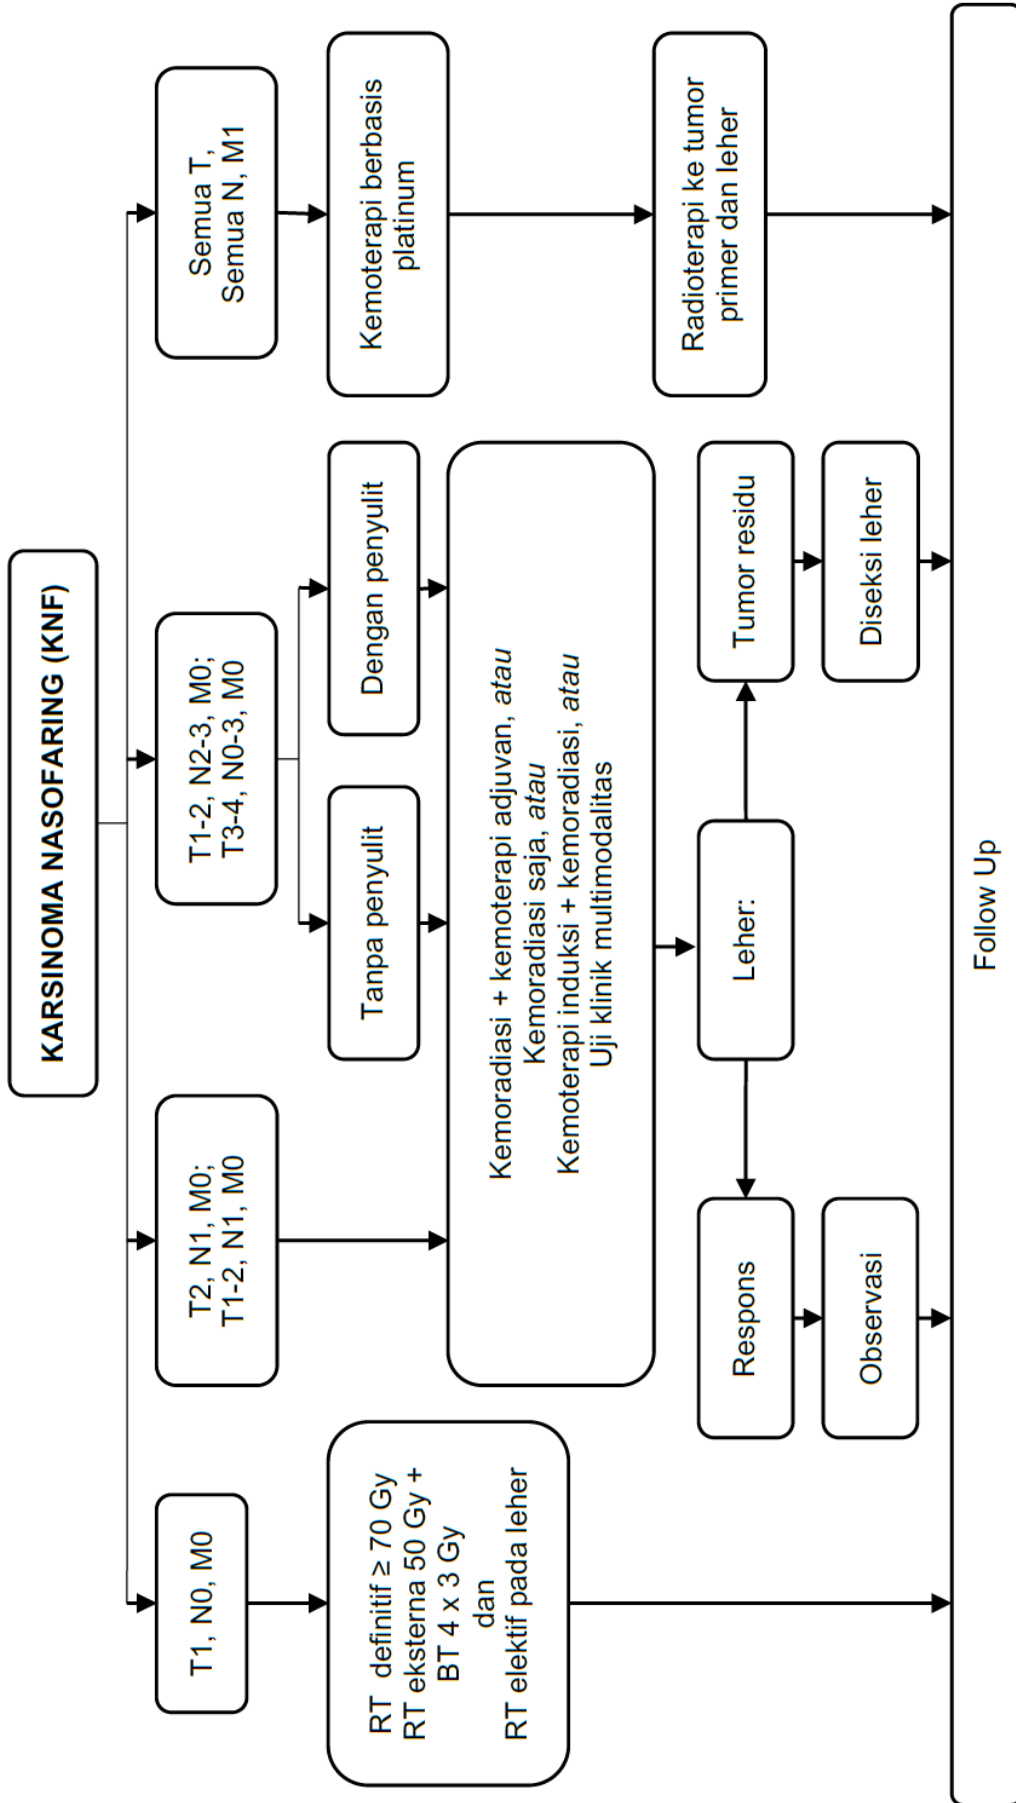 KARSINOMA NASOFARING (KNF)
T1, N0, M0
T2, N1, M0;
T1-2, N1, M0
T1-2, N2-3, M0;
T3-4, N0-3, M0
Semua T,
Semua N, M1
RT definitif ≥ 70 Gy
RT eksterna 50 Gy +
BT 4 x 3 Gy
dan
RT elektif pada leher
Tanpa penyulit
Dengan penyulit
Kemoterapi berbasis
platinum
Kemoradiasi + kemoterapi adjuvan, atau
Kemoradiasi saja, atau
Kemoterapi induksi + kemoradiasi, atau
Uji klinik multimodalitas
Radioterapi ke tumor
primer dan leher
Respons
Leher:
Tumor residu
Observasi
Diseksi leher
Follow Up